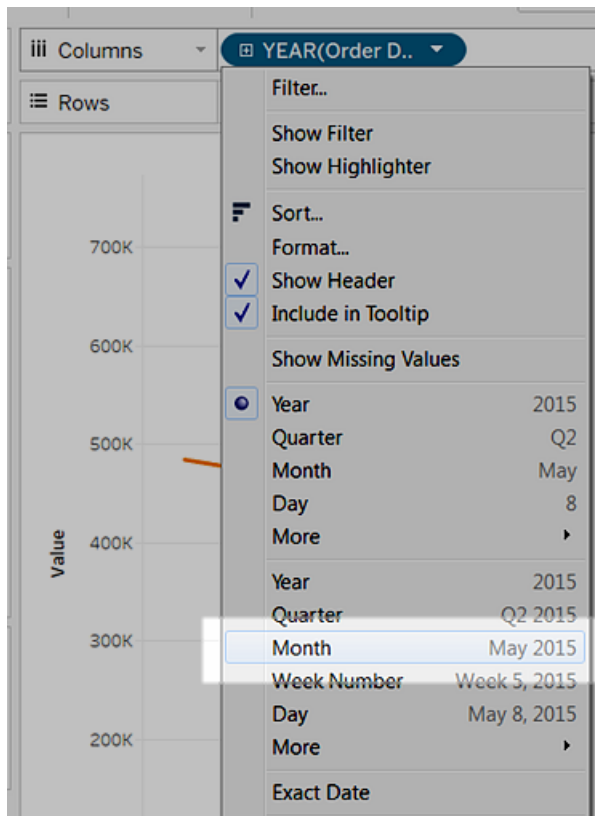 Columns
YEAR(Order D..
Rows
Filter...
Show Filter
Show Highlighter
Sort...
Format...
Show Header
Include in Tooltip
Show Missing Values
Year 2015
Quarter Q2
Month May
Day 8
More
Year 2015
Quarter Q2 2015
Month May 2015
Week Number Week 5, 2015
Day May 8, 2015
More
Exact Date
Value
700K
600K
500K
400K
300K
200K